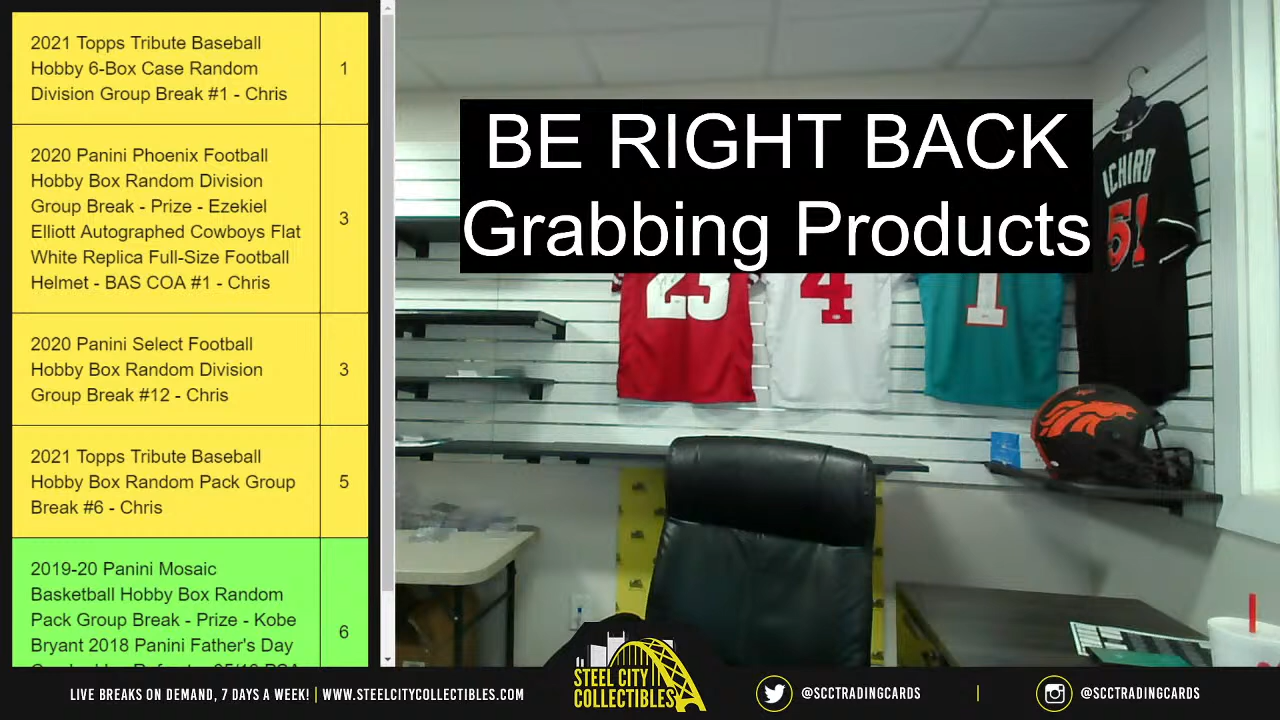 2021 Topps Tribute Baseball
Hobby 6-Box Case Random
Division Group Break #1 - Chris
1
2020 Panini Phoenix Football
Hobby Box Random Division
Group Break - Prize - Ezekiel
Elliott Autographed Cowboys Flat
White Replica Full-Size Football
Helmet - BAS COA #1 - Chris
3
2020 Panini Select Football
Hobby Box Random Division
Group Break #12 - Chris
3
2021 Topps Tribute Baseball
Hobby Box Random Pack Group
Break #6 - Chris
5
2019-20 Panini Mosaic
Basketball Hobby Box Random
Pack Group Break - Prize - Kobe
Bryant 2018 Panini Father's Day
6
BE RIGHT BACK
Grabbing Products
ICHIRO
51
23
4
1
LIVE BREAKS ON DEMAND, 7 DAYS A WEEK! | WWW.STEELCITYCOLLECTIBLES.COM
STEEL CITY
COLLECTIBLES
@SCCTRADINGCARDS
@SCCTRADINGCARDS